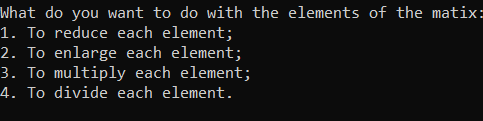 What do you want to do with the elements of the matix:
1. To reduce each element;
2. To enlarge each element;
3. To multiply each element;
4. To divide each element.